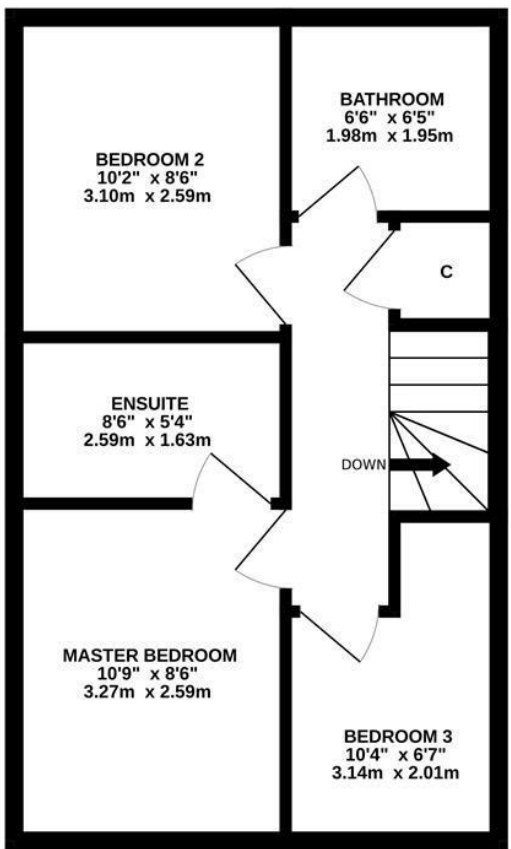 BATHROOM
6'6" x 6'5"
1.98m x 1.95m
BEDROOM 2
10'2" x 8'6"
3.10m x 2.59m
C
ENSUITE
8'6" x 5'4"
2.59m x 1.63m
DOWN
MASTER BEDROOM
10'9" x 8'6"
3.27m x 2.59m
BEDROOM 3
10'4" x 6'7"
3.14m x 2.01m